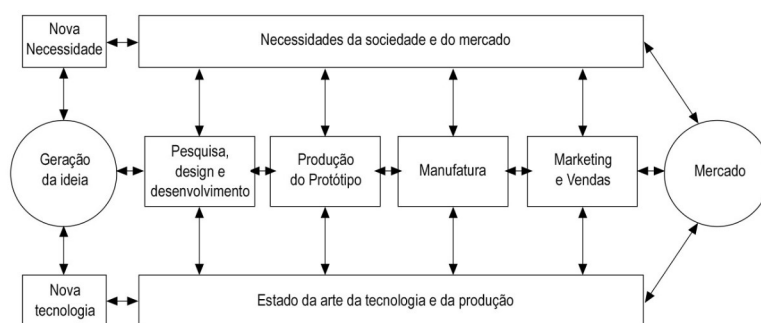 Nova
Necessidade
Necessidades da sociedade e do mercado
Geração
da ideia
Pesquisa,
design e
desenvolvimento
Produção
do Protótipo
Manufatura
Marketing
e Vendas
Mercado
Nova
tecnologia
Estado da arte da tecnologia e da produção